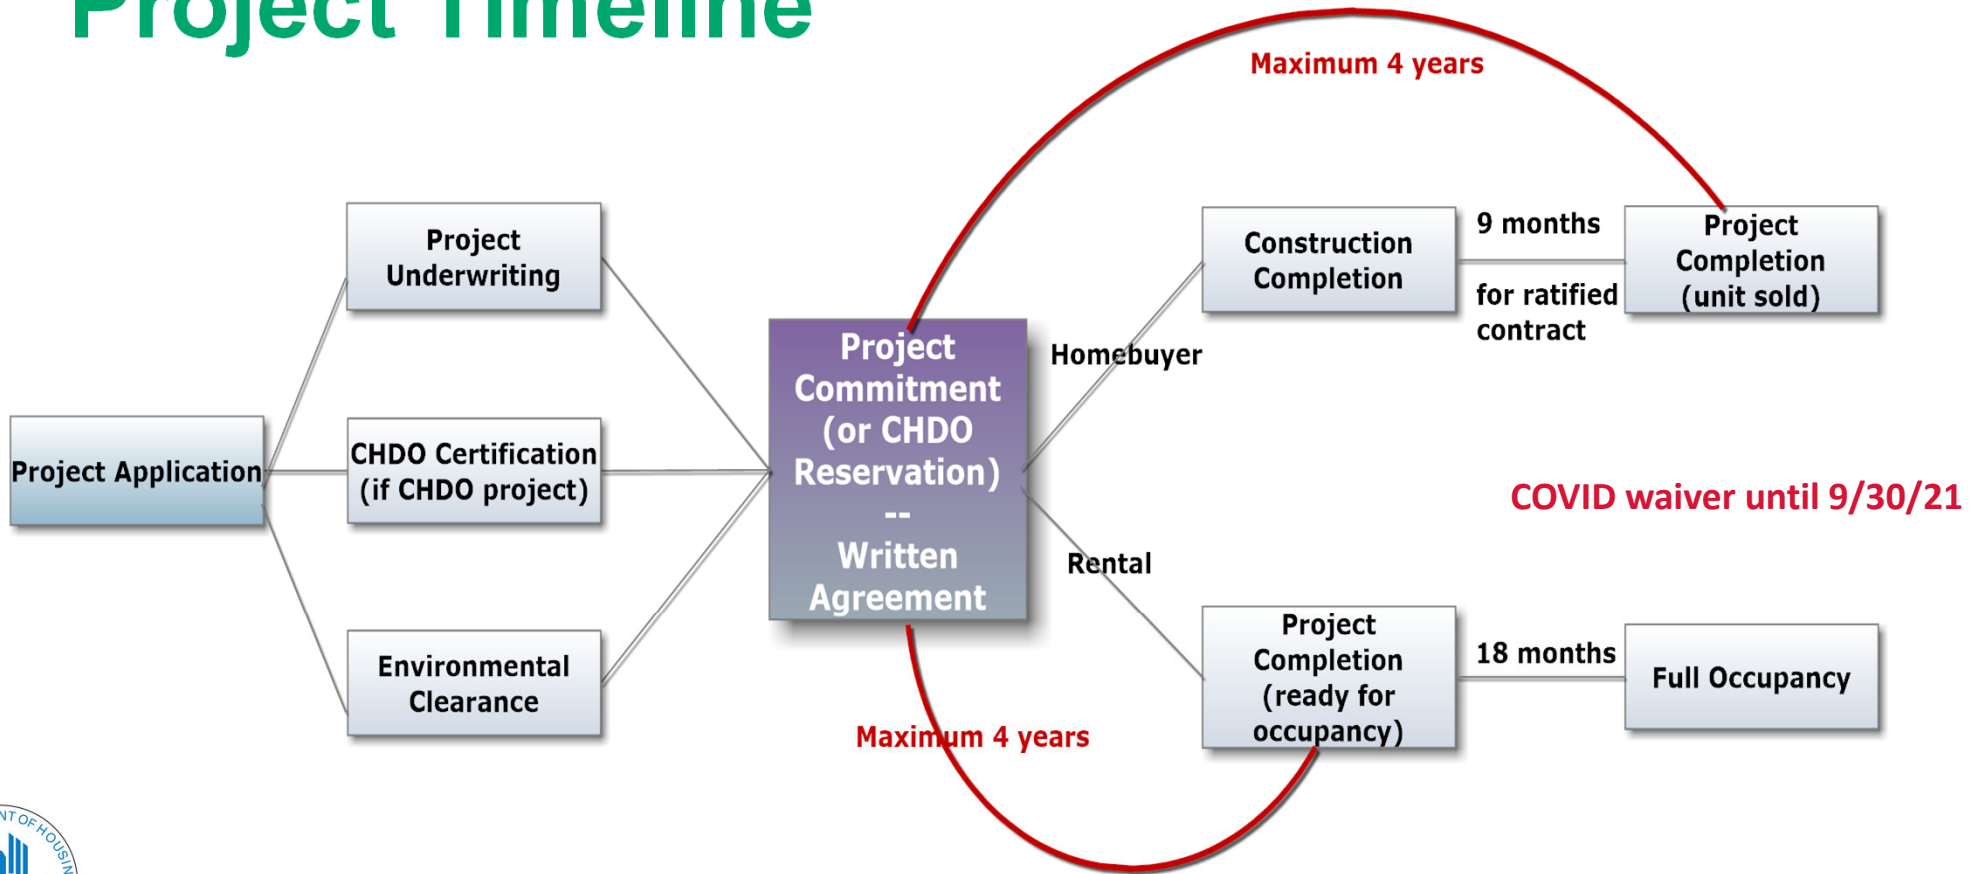 Project Timeline
Maximum 4 years
Project
Underwriting
Construction
Completion
9 months
for ratified
contract
Project
Completion
(unit sold)
Project Application
CHDO Certification
(if CHDO project)
Project
Commitment
(or CHDO
Reservation)
--
Written
Agreement
Homebuyer
COVID waiver until 9/30/21
Rental
Environmental
Clearance
Maximum 4 years
Project
Completion
(ready for
occupancy)
18 months
Full Occupancy
OF HOUSIN